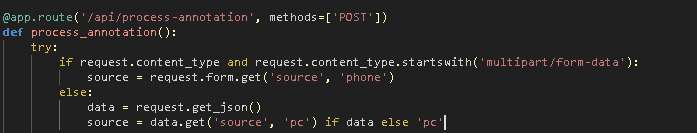 @app.route('/api/process-annotation', methods=['POST'])
def process_annotation():
    try:
        if request.content_type and request.content_type.startswith('multipart/form-data'):
            source = request.form.get('source', 'phone')
        else:
            data = request.get_json()
            source = data.get('source', 'pc') if data else 'pc'